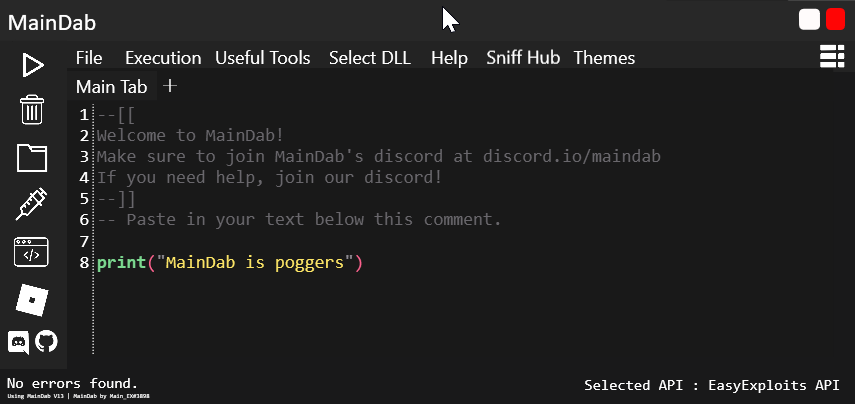 MainDab
File Execution Useful Tools Select DLL Help Sniff Hub Themes
Main Tab +
1 --[[
2 Welcome to MainDab!
3 Make sure to join MainDab's discord at discord.io/maindab
4 If you need help, join our discord!
5 --]]
6 -- Paste in your text below this comment.
7
8 print("MainDab is poggers")
No errors found.
Selected API : EasyExploits API
Using MainDab V13 | MainDab by Main_EX#3898